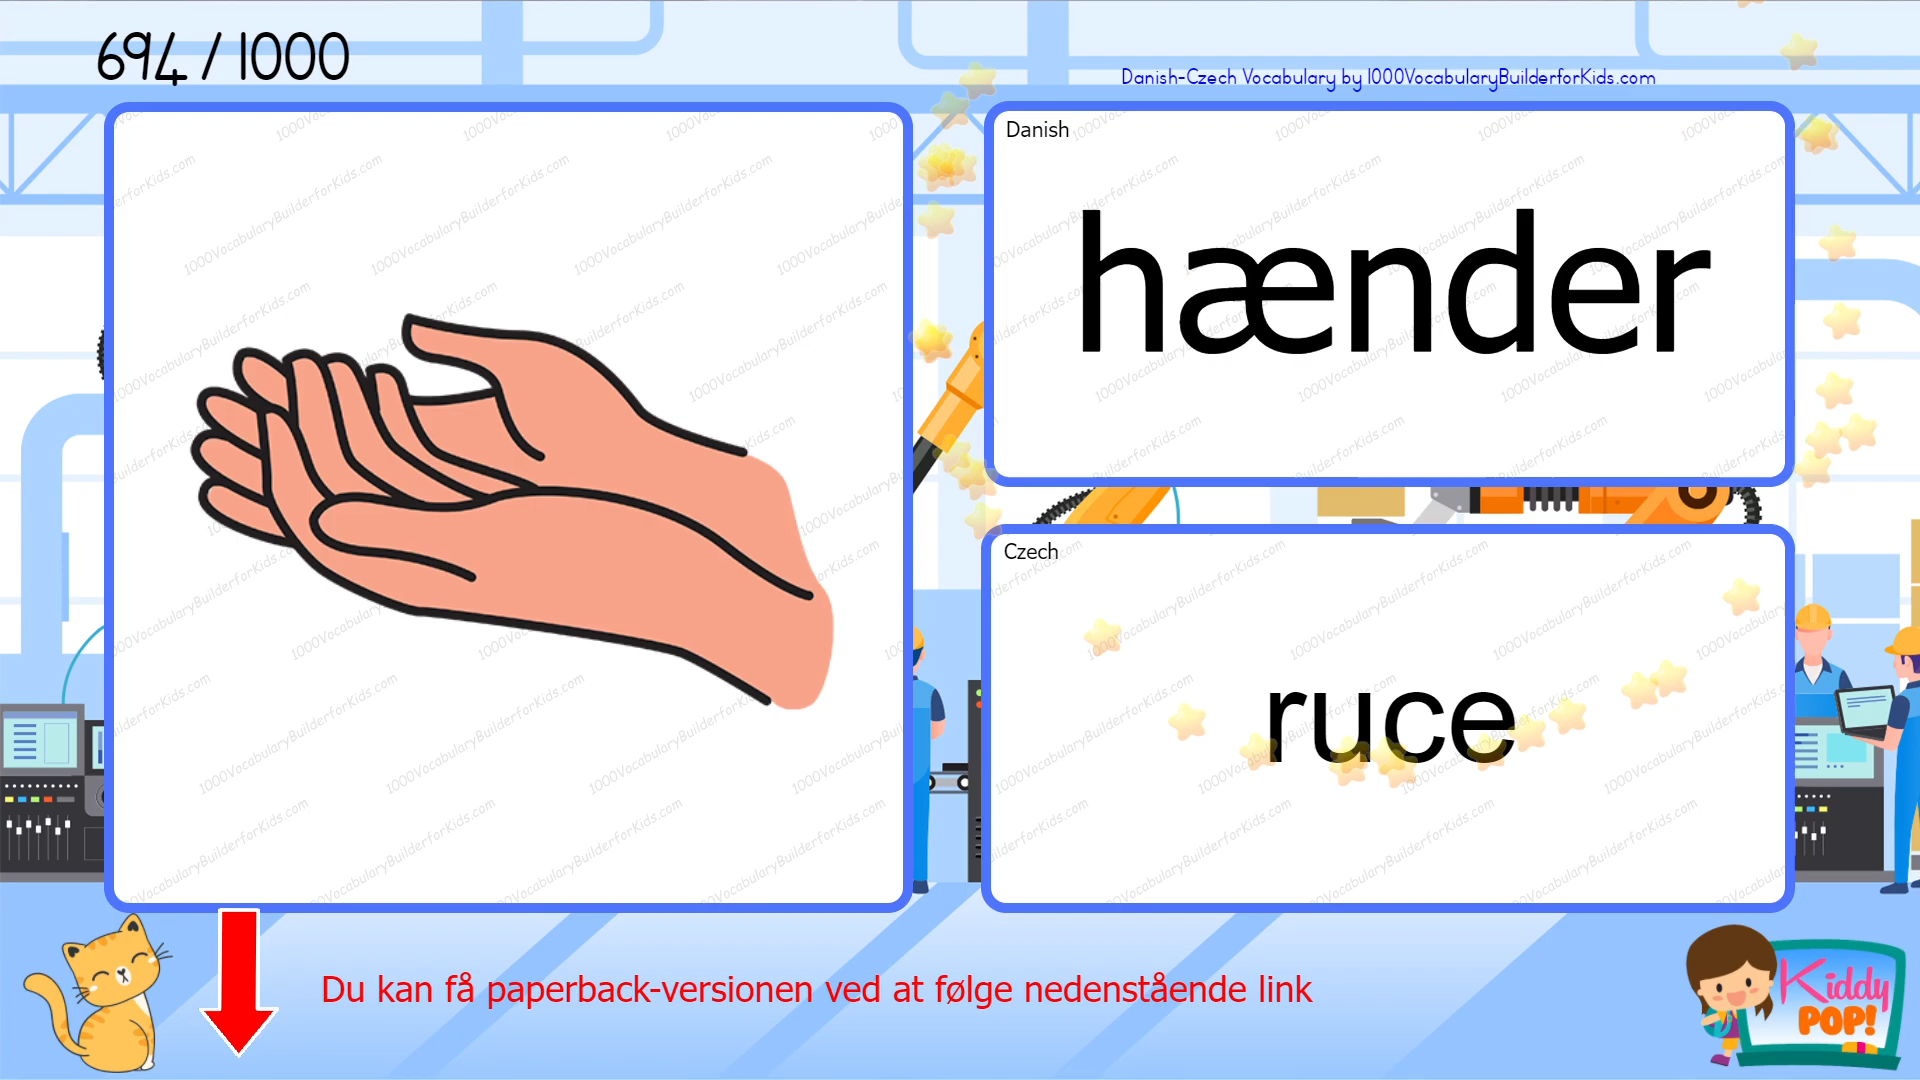 694/1000
Danish-Czech Vocabulary by 1000VocabularyBuilderforKids.com
Danish
hænder
Czech
ruce
Du kan få paperback-versionen ved at følge nedenstående link
Kiddy
POP!